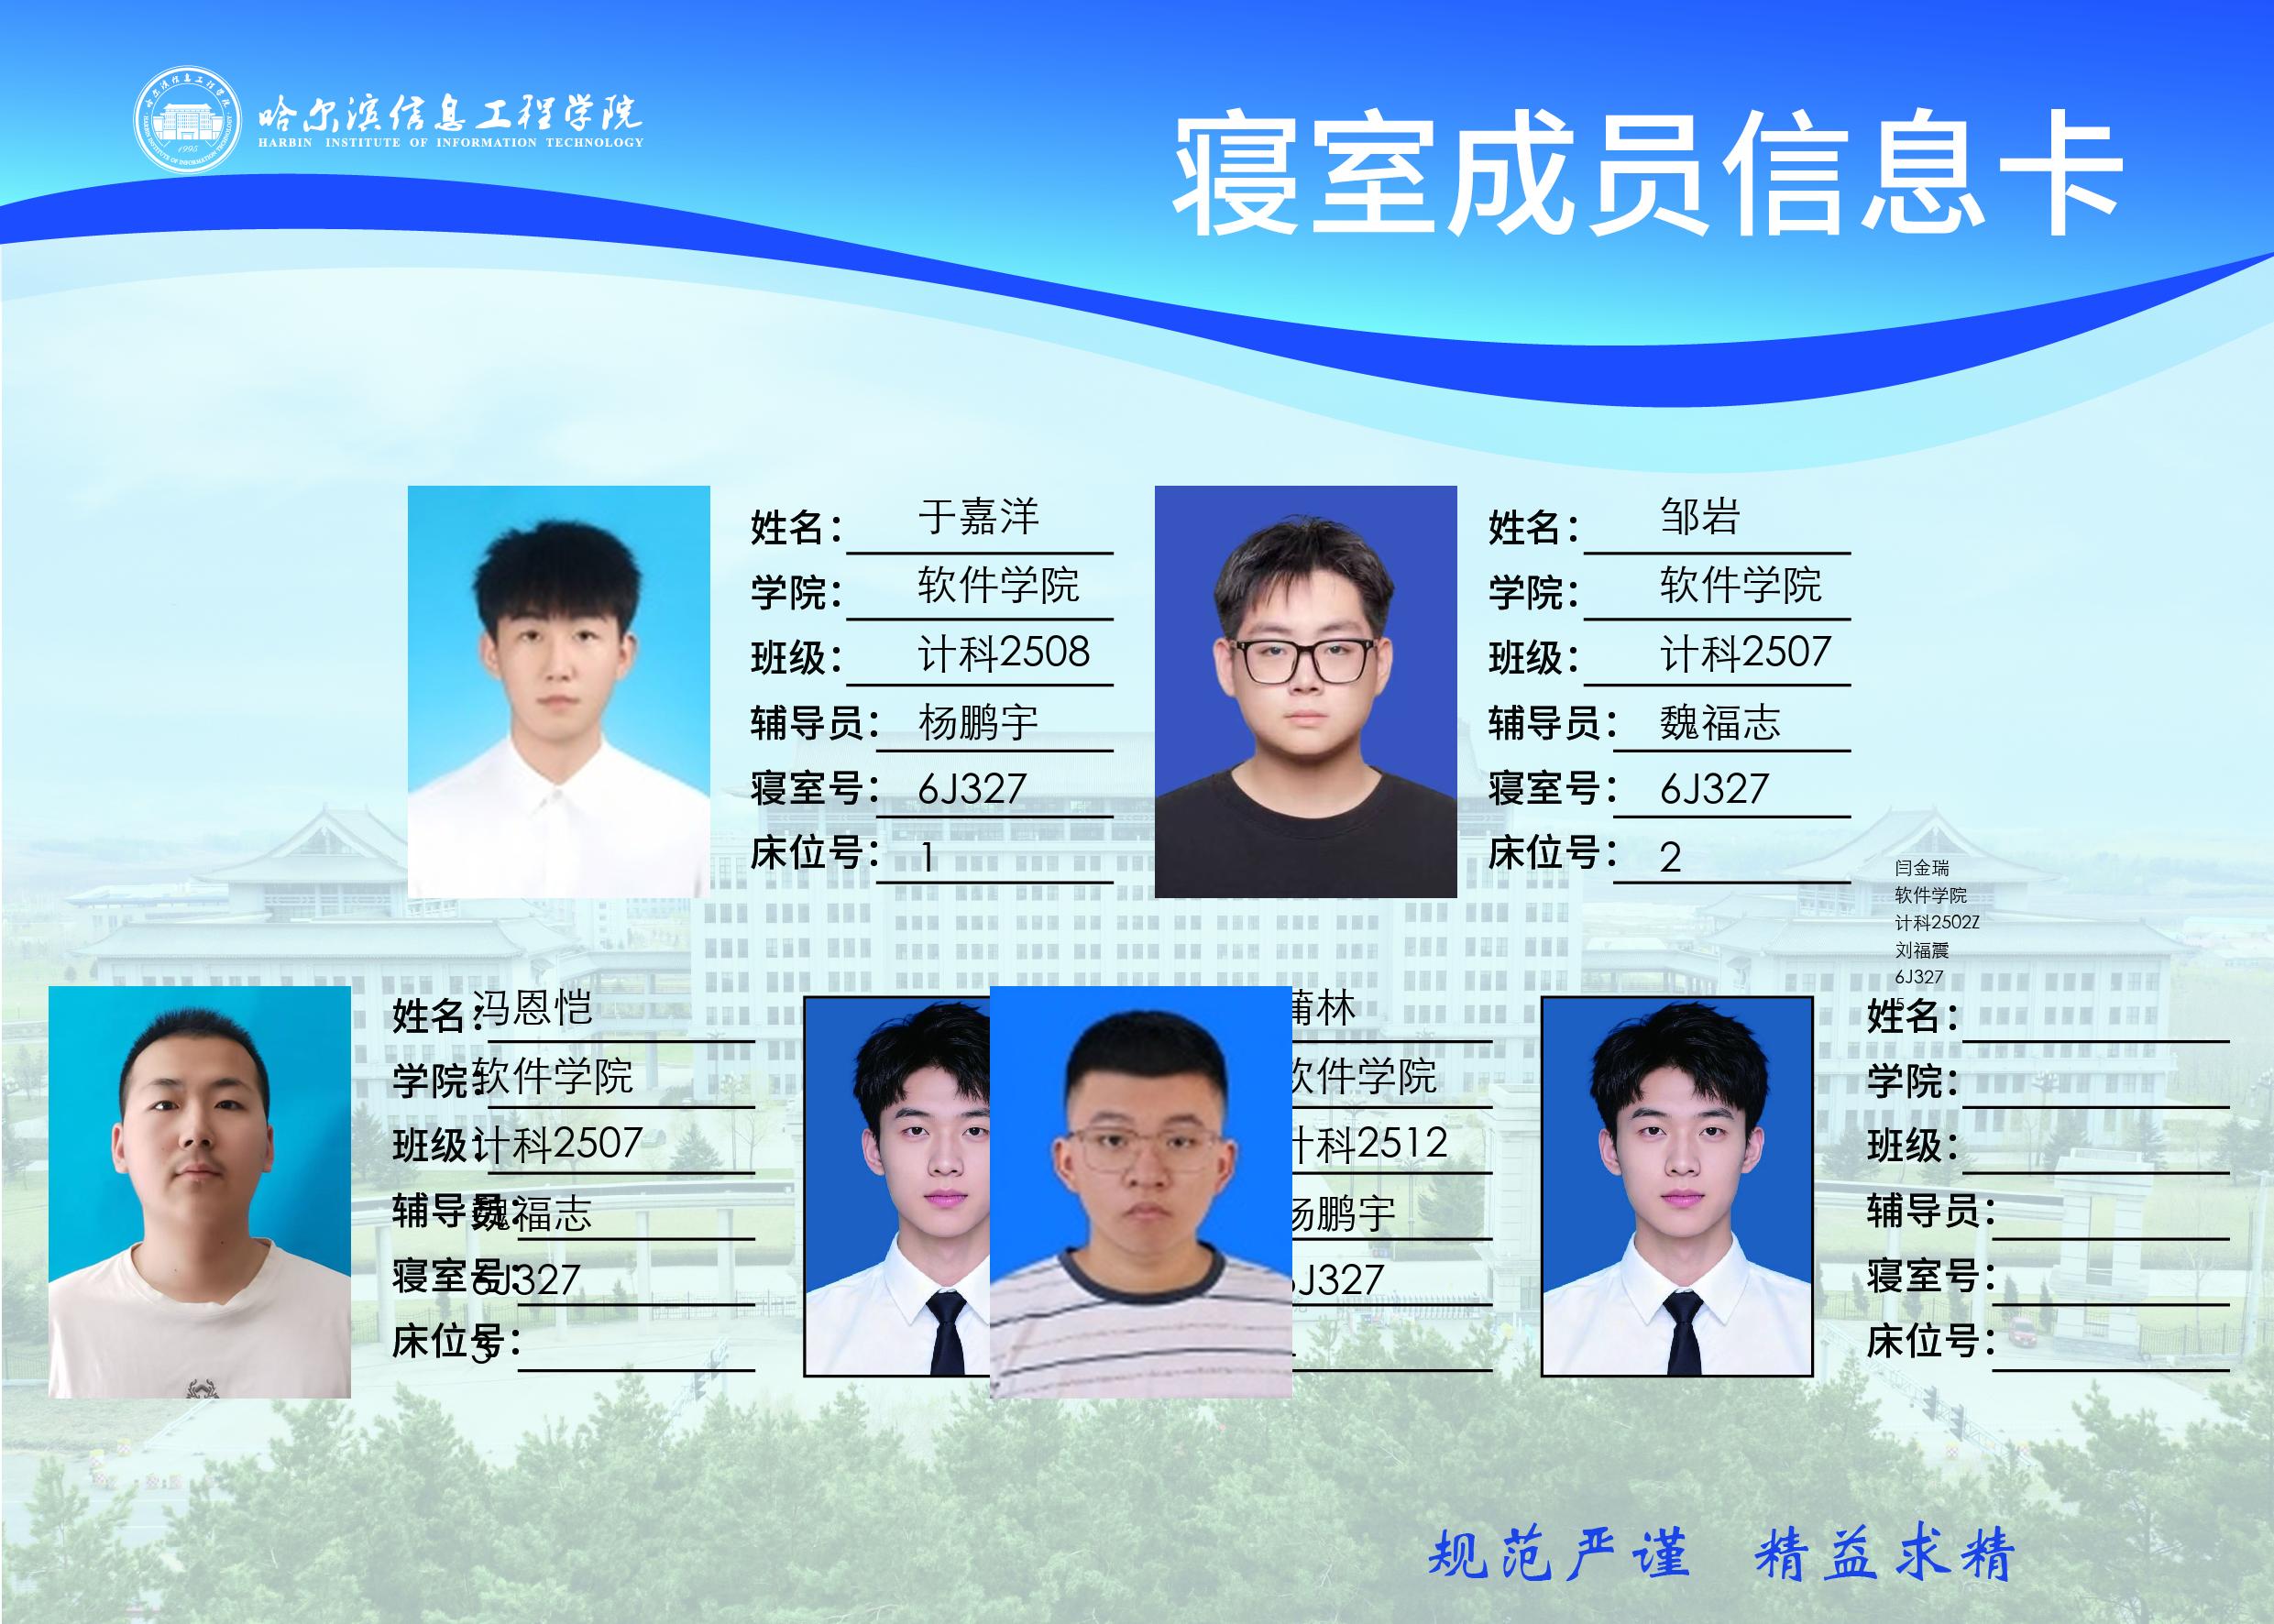 哈尔滨信息工程学院
HARBIN INSTITUTE OF INFORMATION TECHNOLOGY
1995
寝室成员信息卡
姓名： 于嘉洋
学院： 软件学院
班级： 计科2508
辅导员： 杨鹏宇
寝室号： 6J327
床位号： 1
姓名： 邹岩
学院： 软件学院
班级： 计科2507
辅导员： 魏福志
寝室号： 6J327
床位号： 2
闫金瑞
软件学院
计科2502Z
刘福震
6J327
姓名：冯恩恺
学院：软件学院
班级：计科2507
辅导员：魏福志
寝室号：6J327
床位号：3
林
件学院
科2512
鹏宇
J327
姓名：
学院：
班级：
辅导员：
寝室号：
床位号：
规范严谨 精益求精